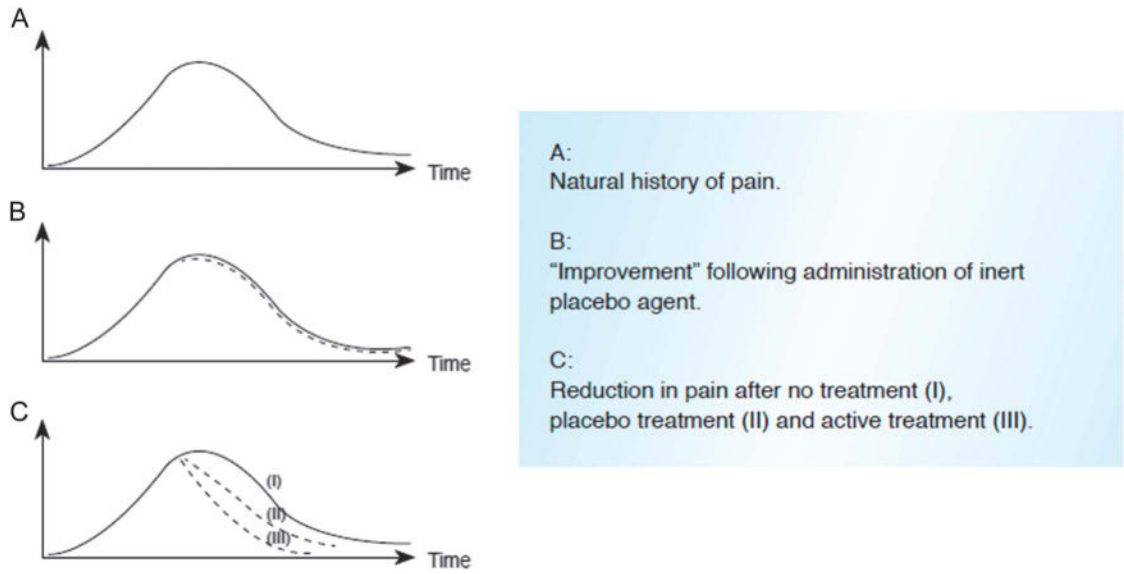 A
Time
B
Time
C
(I)
(II)
(III)
Time
A:
Natural history of pain.
B:
“Improvement” following administration of inert
placebo agent.
C:
Reduction in pain after no treatment (I),
placebo treatment (II) and active treatment (III).